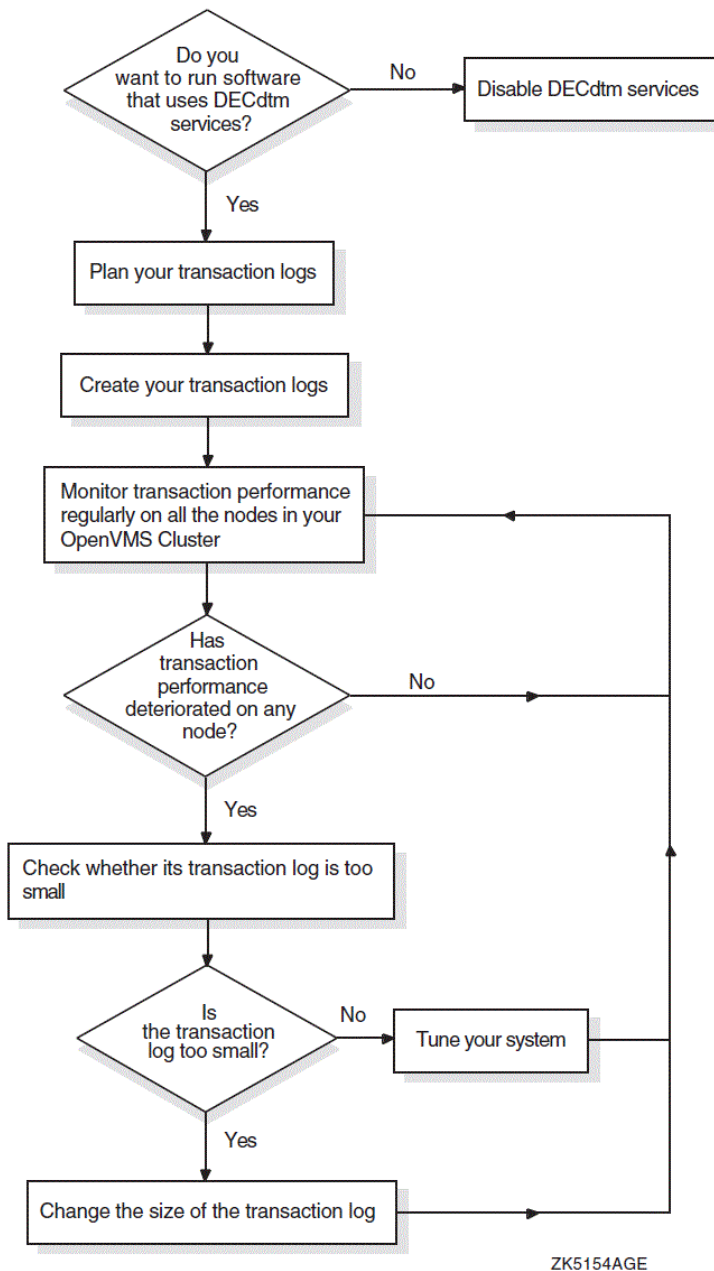 Do you
want to run software
that uses DECdtm
services?
No
Disable DECdtm services
Yes
Plan your transaction logs
Create your transaction logs
Monitor transaction performance
regularly on all the nodes in your
OpenVMS Cluster
Has
transaction
performance
deteriorated on any
node?
No
Yes
Check whether its transaction log is too
small
Is
the transaction
log too small?
No
Tune your system
Yes
Change the size of the transaction log
ZK5154AGE